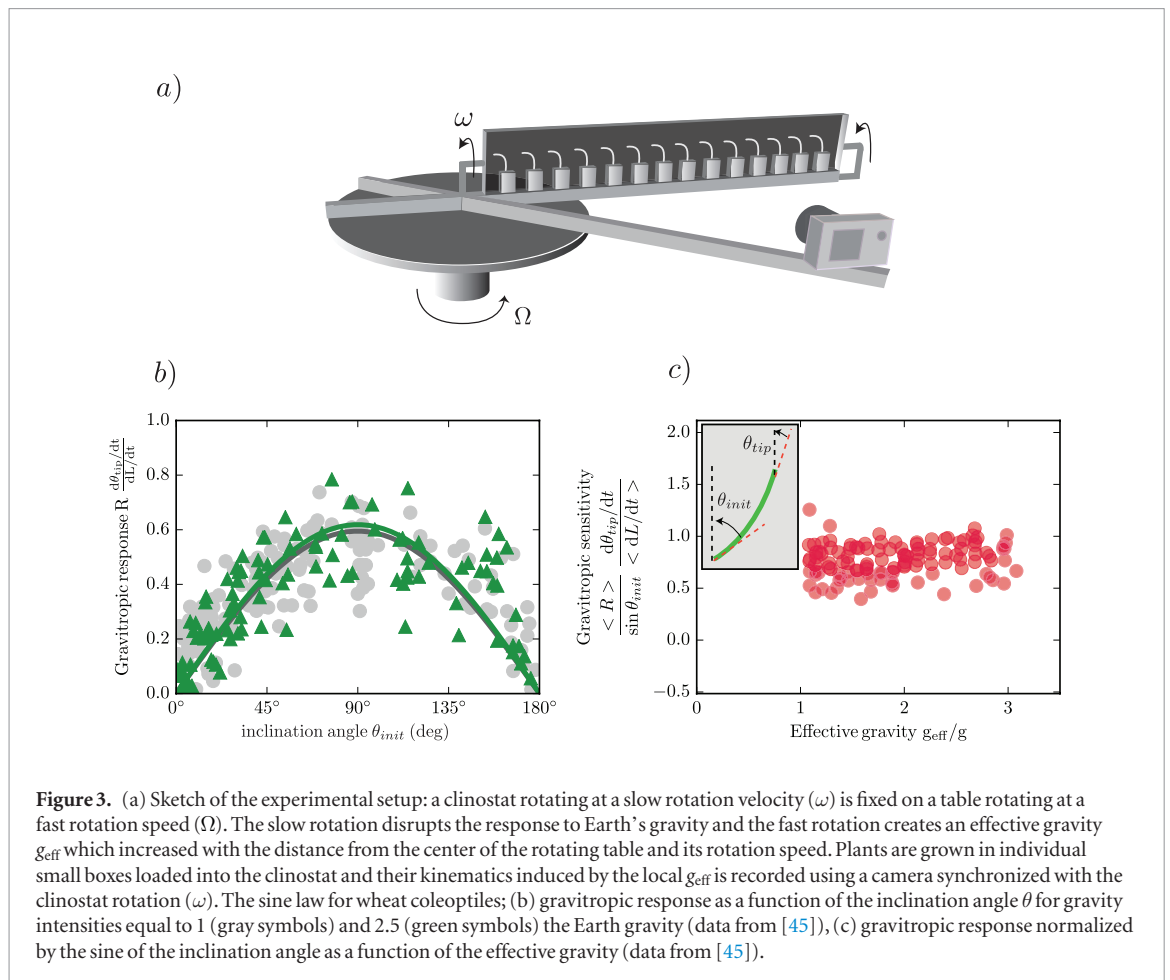 a)
ω
Ω
b)
c)
Gravitropic response R dθ_tip/dt / dL/dt
1.0
0.8
0.6
0.4
0.2
0.0
0° 45° 90° 135° 180°
inclination angle θ_init (deg)
Gravitropic sensitivity
< R > / sin θ_init dθ_tip/dt / < dL/dt >
2.0
1.5
1.0
0.5
0.0
−0.5
θ_tip
θ_init
0 1 2 3
Effective gravity g_eff/g
Figure 3. (a) Sketch of the experimental setup: a clinostat rotating at a slow rotation velocity (ω) is fixed on a table rotating at a
fast rotation speed (Ω). The slow rotation disrupts the response to Earth's gravity and the fast rotation creates an effective gravity
g_eff which increased with the distance from the center of the rotating table and its rotation speed. Plants are grown in individual
small boxes loaded into the clinostat and their kinematics induced by the local g_eff is recorded using a camera synchronized with the
clinostat rotation (ω). The sine law for wheat coleoptiles; (b) gravitropic response as a function of the inclination angle θ for gravity
intensities equal to 1 (gray symbols) and 2.5 (green symbols) the Earth gravity (data from [45]), (c) gravitropic response normalized
by the sine of the inclination angle as a function of the effective gravity (data from [45]).